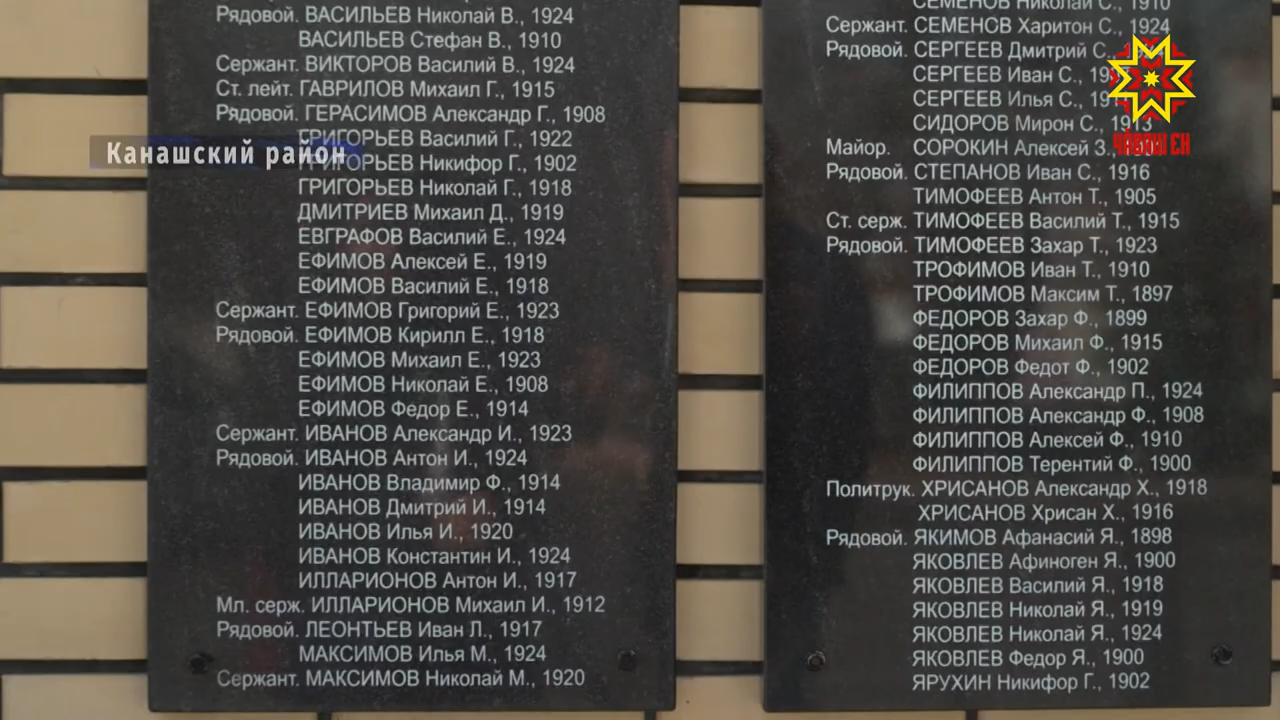 Рядовой. ВАСИЛЬЕВ Николай В., 1924
ВАСИЛЬЕВ Стефан В., 1910
Сержант. ВИКТОРОВ Василий В., 1924
Ст. лейт. ГАВРИЛОВ Михаил Г., 1915
Рядовой. ГЕРАСИМОВ Александр Г., 1908
ГРИГОРЬЕВ Василий Г., 1922
Канашский район
ГРИГОРЬЕВ Никифор Г., 1902
ГРИГОРЬЕВ Николай Г., 1918
ДМИТРИЕВ Михаил Д., 1919
ЕВГРАФОВ Василий Е., 1924
ЕФИМОВ Алексей Е., 1919
ЕФИМОВ Василий Е., 1918
Сержант. ЕФИМОВ Григорий Е., 1923
Рядовой. ЕФИМОВ Кирилл Е., 1918
ЕФИМОВ Михаил Е., 1923
ЕФИМОВ Николай Е., 1908
ЕФИМОВ Федор Е., 1914
Сержант. ИВАНОВ Александр И., 1923
Рядовой. ИВАНОВ Антон И., 1924
ИВАНОВ Владимир Ф., 1914
ИВАНОВ Дмитрий И., 1914
ИВАНОВ Илья И., 1920
ИВАНОВ Константин И., 1924
ИЛЛАРИОНОВ Антон И., 1917
Мл. серж. ИЛЛАРИОНОВ Михаил И., 1912
Рядовой. ЛЕОНТЬЕВ Иван Л., 1917
МАКСИМОВ Илья М., 1924
Сержант. МАКСИМОВ Николай М., 1920
СЕМЕНОВ Николай С., 1910
Сержант. СЕМЕНОВ Харитон С., 1924
Рядовой. СЕРГЕЕВ Дмитрий С.,
СЕРГЕЕВ Иван С.,
СЕРГЕЕВ Илья С.,
СИДОРОВ Мирон С., 1913
Майор. СОРОКИН Алексей З.,
ЧӐВАШ ЕН
Рядовой. СТЕПАНОВ Иван С., 1916
ТИМОФЕЕВ Антон Т., 1905
Ст. серж. ТИМОФЕЕВ Василий Т., 1915
Рядовой. ТИМОФЕЕВ Захар Т., 1923
ТРОФИМОВ Иван Т., 1910
ТРОФИМОВ Максим Т., 1897
ФЕДОРОВ Захар Ф., 1899
ФЕДОРОВ Михаил Ф., 1915
ФЕДОРОВ Федот Ф., 1902
ФИЛИППОВ Александр П., 1924
ФИЛИППОВ Александр Ф., 1908
ФИЛИППОВ Алексей Ф., 1910
ФИЛИППОВ Терентий Ф., 1900
Политрук. ХРИСАНОВ Александр Х., 1918
ХРИСАНОВ Хрисан Х., 1916
Рядовой. ЯКИМОВ Афанасий Я., 1898
ЯКОВЛЕВ Афиноген Я., 1900
ЯКОВЛЕВ Василий Я., 1918
ЯКОВЛЕВ Николай Я., 1919
ЯКОВЛЕВ Николай Я., 1924
ЯКОВЛЕВ Федор Я., 1900
ЯРУХИН Никифор Г., 1902